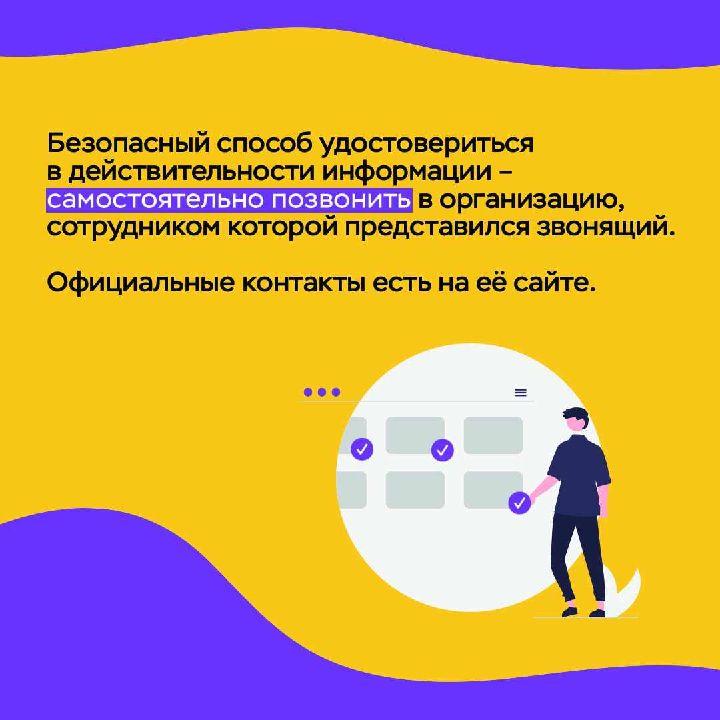 Безопасный способ удостовериться
в действительности информации –
самостоятельно позвонить в организацию,
сотрудником которой представился звонящий.
Официальные контакты есть на её сайте.